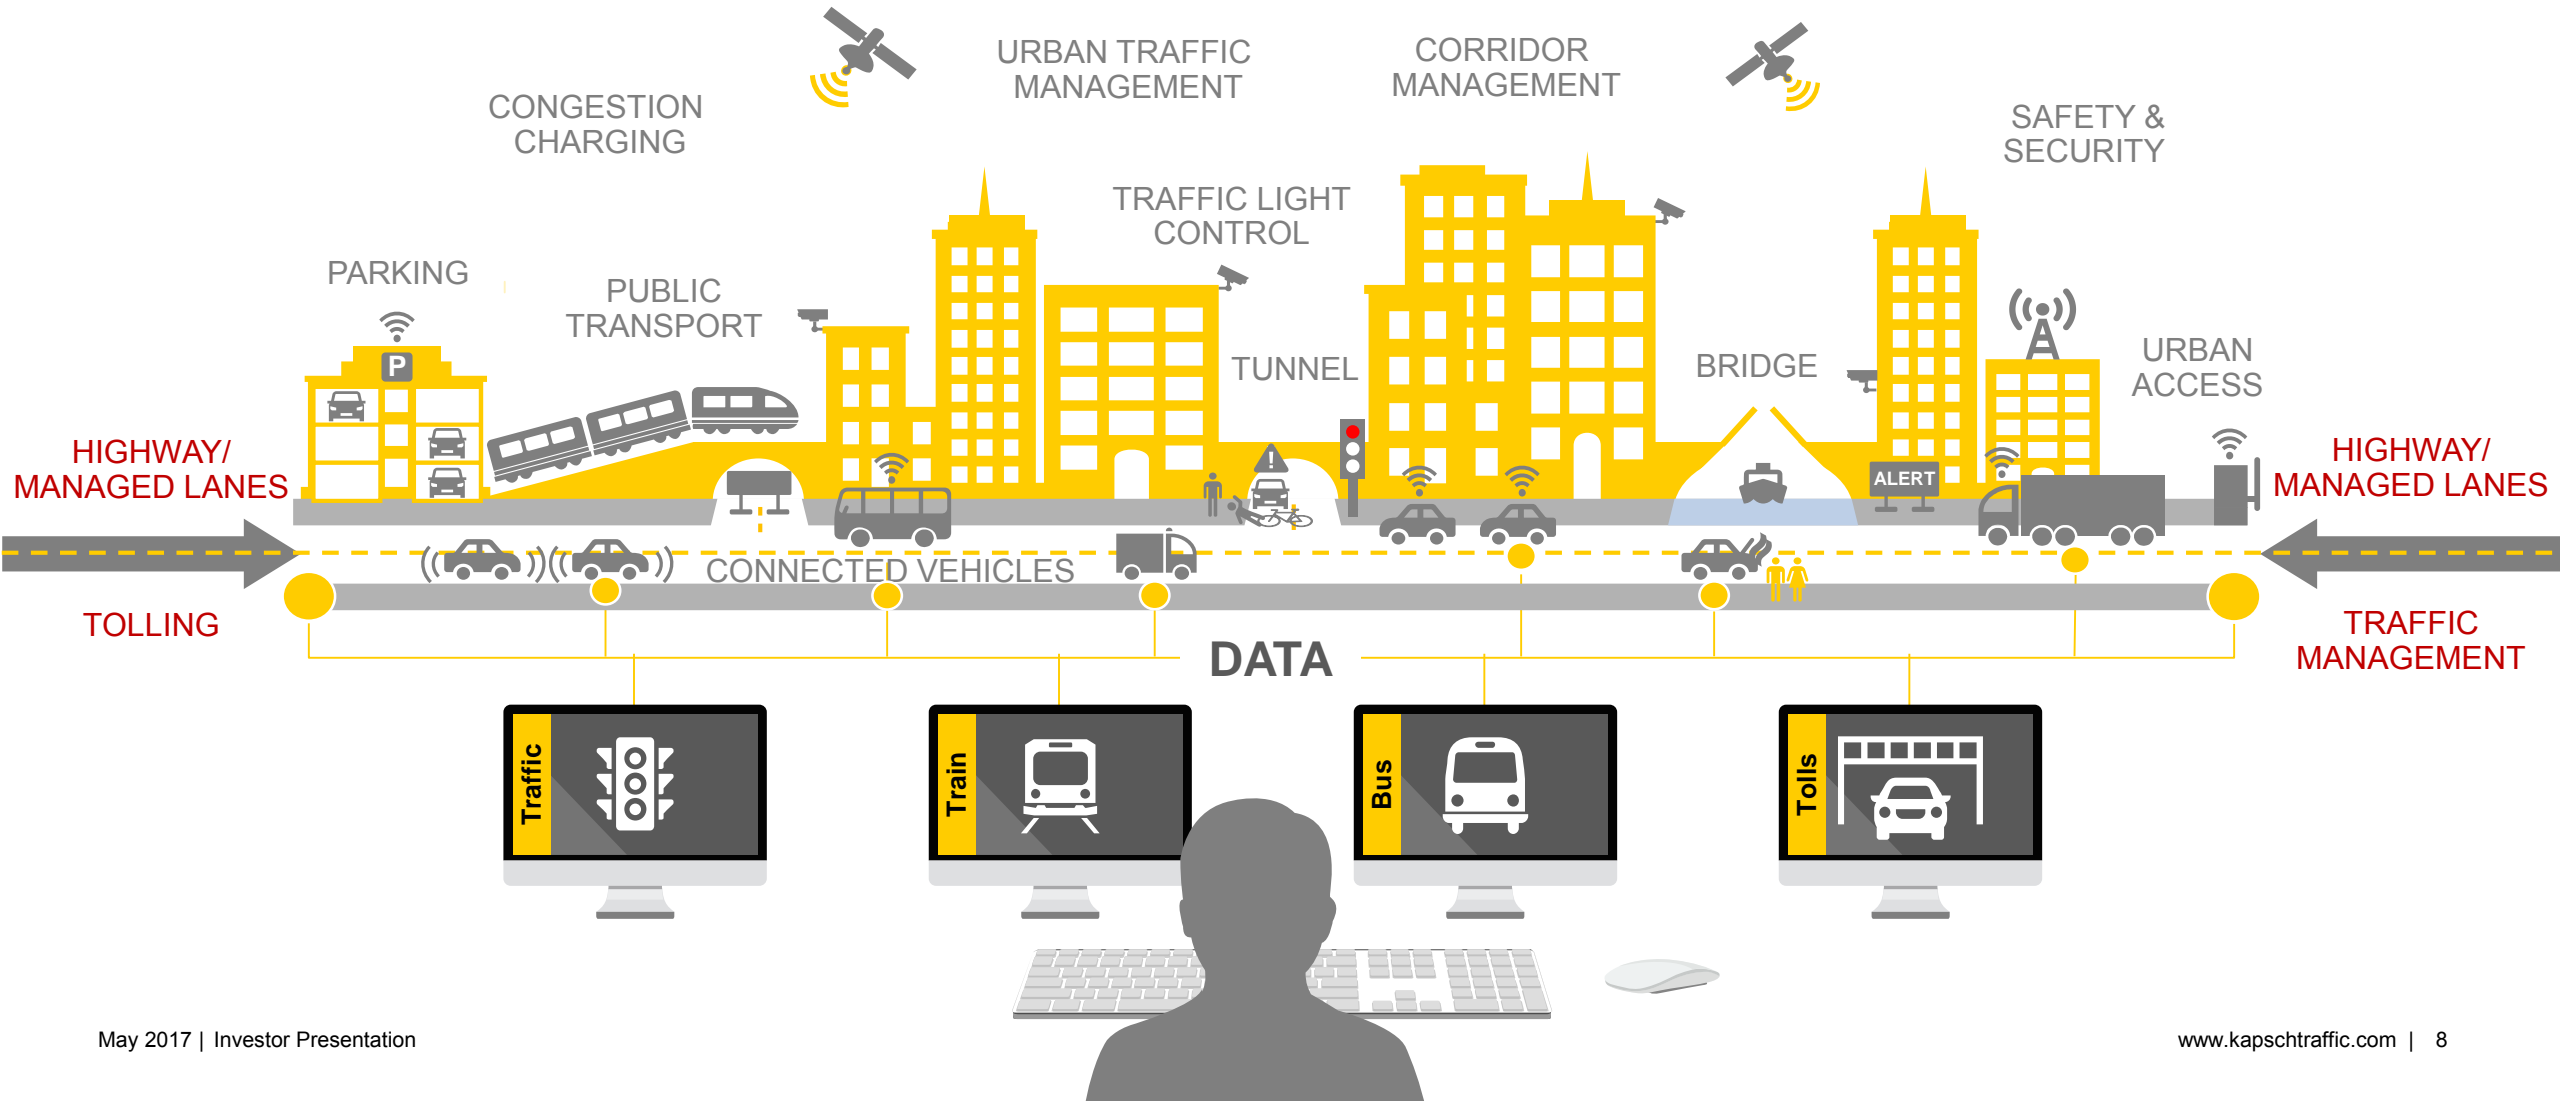 URBAN TRAFFIC
MANAGEMENT
CORRIDOR
MANAGEMENT
CONGESTION
CHARGING
SAFETY &
SECURITY
TRAFFIC LIGHT
CONTROL
PARKING
PUBLIC
TRANSPORT
P
TUNNEL
BRIDGE
URBAN
ACCESS
HIGHWAY/
MANAGED LANES
ALERT
HIGHWAY/
MANAGED LANES
CONNECTED VEHICLES
TOLLING
TRAFFIC
MANAGEMENT
DATA
Traffic
Train
Bus
Tolls
May 2017 | Investor Presentation
www.kapschtraffic.com | 8